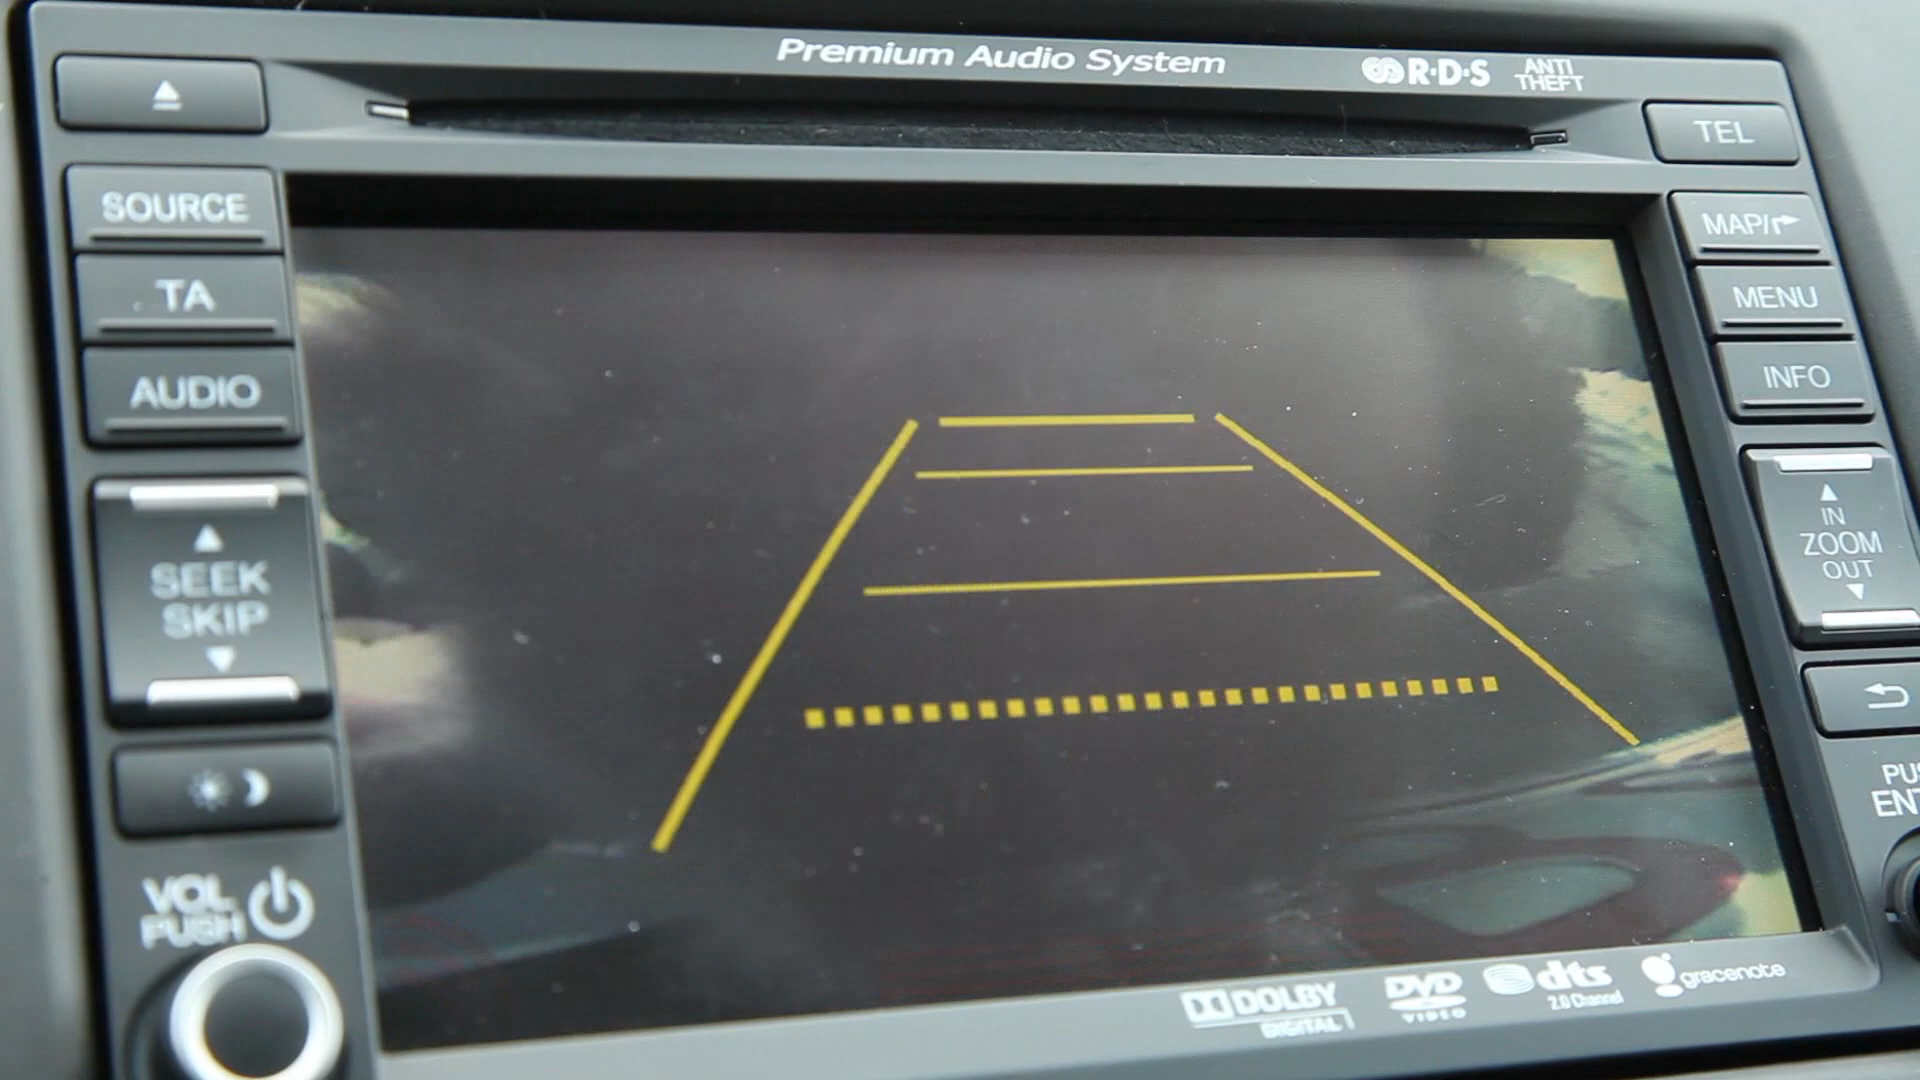 Premium Audio System
R·D·S
ANTI
THEFT
TEL
SOURCE
TA
AUDIO
SEEK
SKIP
VOL
PUSH
MAP/
MENU
INFO
IN
ZOOM
OUT
DOLBY
DIGITAL
DVD
VIDEO
dts
2.0 Channel
gracenote